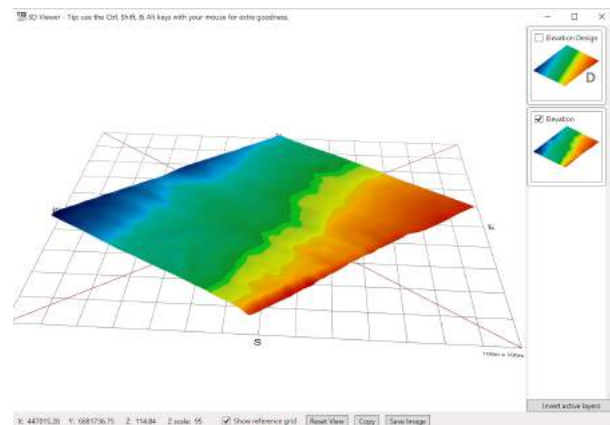 3D Viewer - Tip: use the Ctrl, Shift, & Alt keys with your mouse for extra goodness.
Elevation Design
D
Elevation
E
S
100m x 100m
Invert active layers
X: 447015.28 Y: 6681736.75 Z: 114.84 Z scale: 95 Show reference grid Reset View Copy Save Image